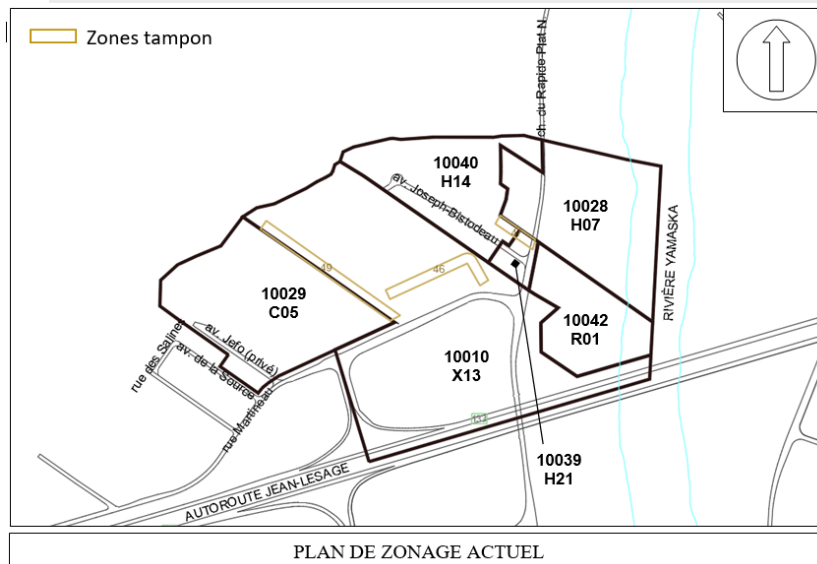 Zones tampon
ch. du Rapide-Plat N
10040
H14
av. Joseph-Bistodeau
10028
H07
RIVIÈRE YAMASKA
49
46
10029
C05
10042
R01
av. Jefo (privé)
rue des Salines
av. de la Source
rue Martineau
10010
X13
132
10039
H21
AUTOROUTE JEAN-LESAGE
PLAN DE ZONAGE ACTUEL